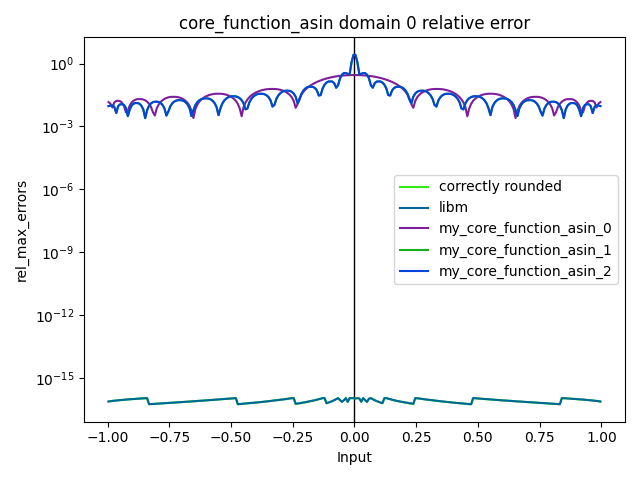 core_function_asin domain 0 relative error
rel_max_errors
10⁰
10⁻³
10⁻⁶
10⁻⁹
10⁻¹²
10⁻¹⁵
correctly rounded
libm
my_core_function_asin_0
my_core_function_asin_1
my_core_function_asin_2
−1.00 −0.75 −0.50 −0.25 0.00 0.25 0.50 0.75 1.00
Input